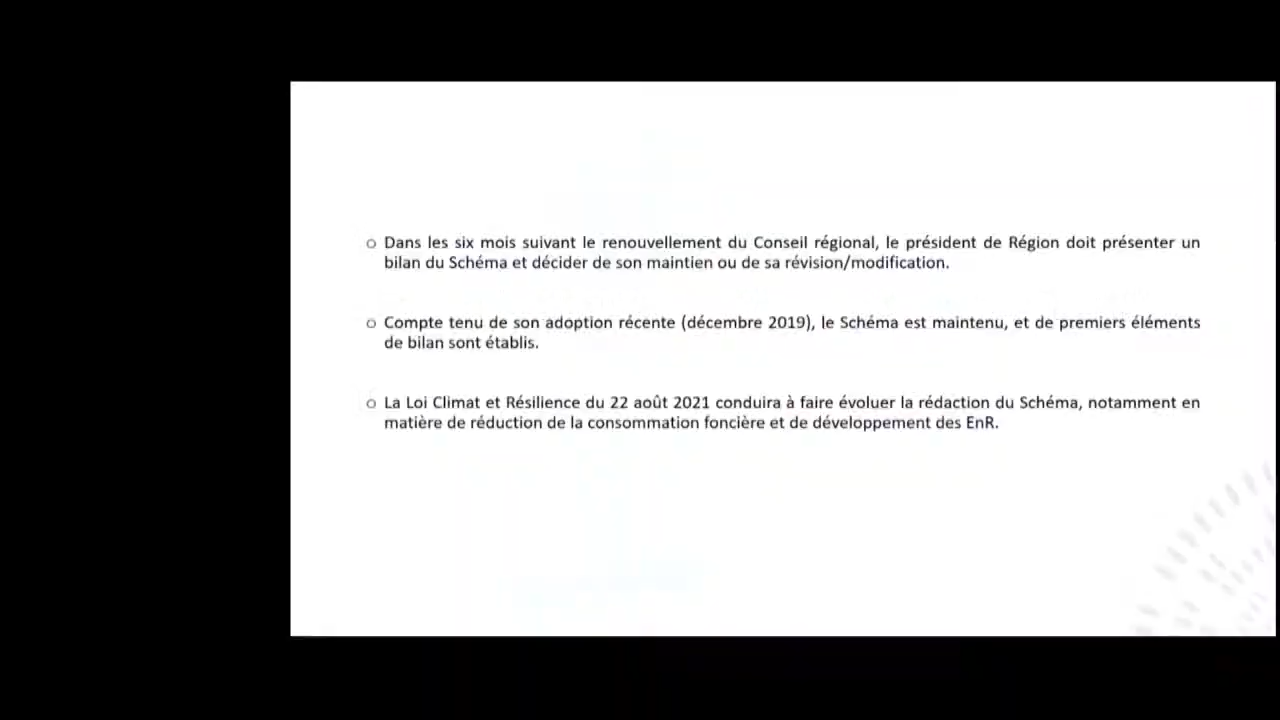 o Dans les six mois suivant le renouvellement du Conseil régional, le président de Région doit présenter un
bilan du Schéma et décider de son maintien ou de sa révision/modification.
o Compte tenu de son adoption récente (décembre 2019), le Schéma est maintenu, et de premiers éléments
de bilan sont établis.
o La Loi Climat et Résilience du 22 août 2021 conduira à faire évoluer la rédaction du Schéma, notamment en
matière de réduction de la consommation foncière et de développement des EnR.